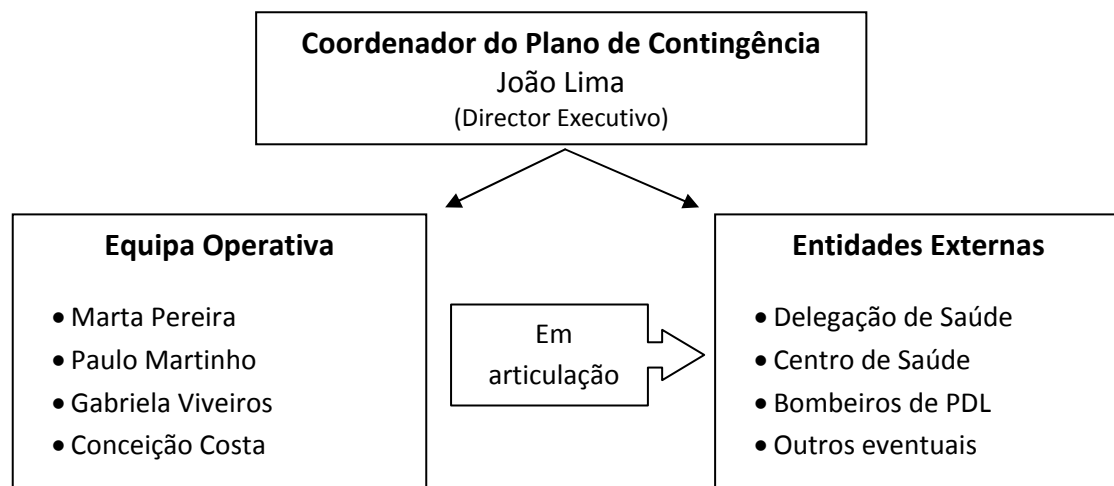 Coordenador do Plano de Contingência
João Lima
(Director Executivo)
Equipa Operativa
• Marta Pereira
• Paulo Martinho
• Gabriela Viveiros
• Conceição Costa
Em
articulação
Entidades Externas
• Delegação de Saúde
• Centro de Saúde
• Bombeiros de PDL
• Outros eventuais